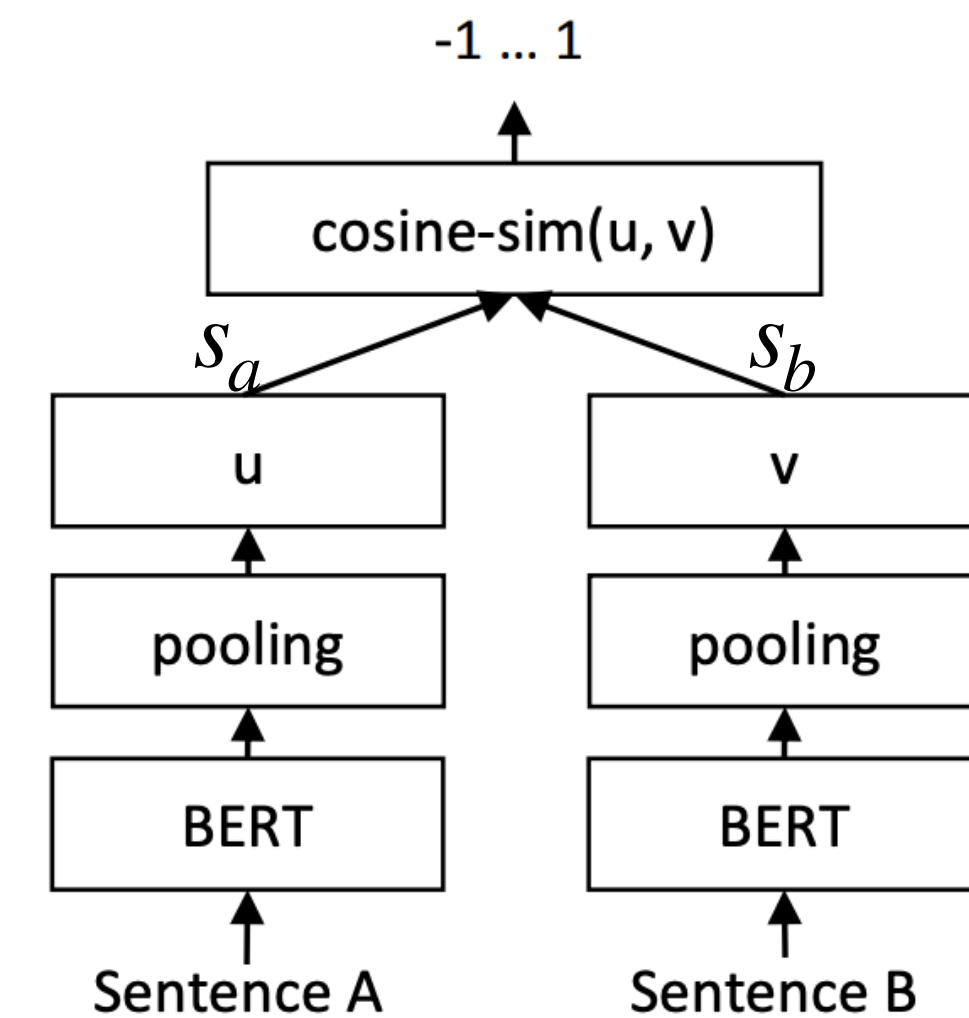 -1 ... 1
cosine-sim(u, v)
s_a s_b
u v
pooling pooling
BERT BERT
Sentence A Sentence B